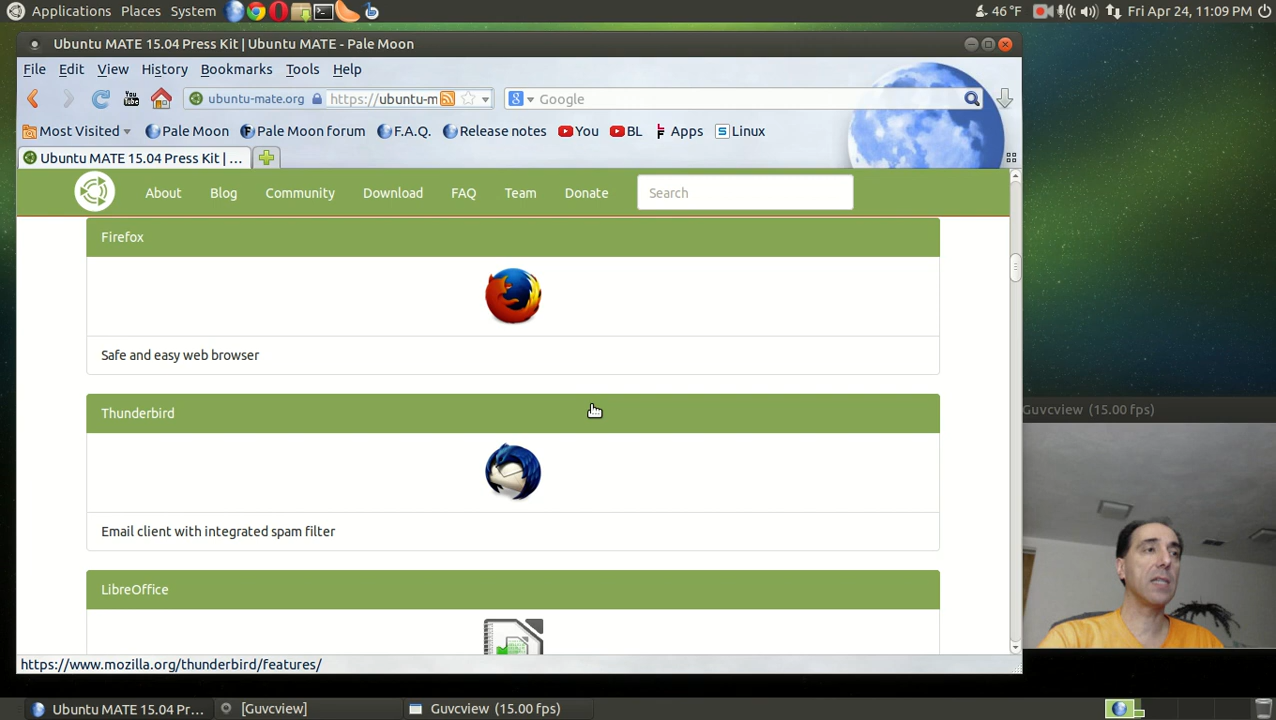 Applications Places System 46 °F Fri Apr 24, 11:09 PM
Ubuntu MATE 15.04 Press Kit | Ubuntu MATE - Pale Moon
File Edit View History Bookmarks Tools Help
You Tube ubuntu-mate.org https://ubuntu-m Google
Most Visited Pale Moon Pale Moon forum F.A.Q. Release notes You BL Apps Linux
Ubuntu MATE 15.04 Press Kit | ...
About Blog Community Download FAQ Team Donate Search
Firefox
Safe and easy web browser
Thunderbird
Guvcview (15.00 fps)
Email client with integrated spam filter
LibreOffice
https://www.mozilla.org/thunderbird/features/
Ubuntu MATE 15.04 Pr... [Guvcview] Guvcview (15.00 fps)